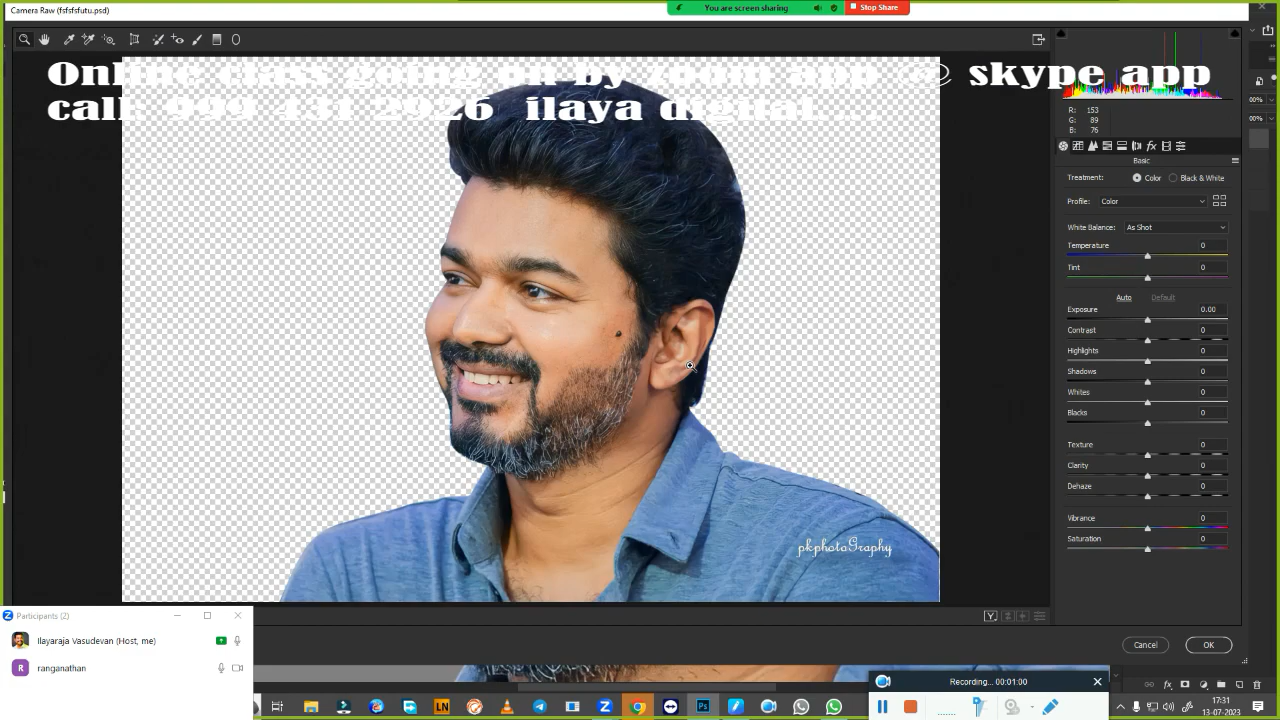 Camera Raw (fsfsfsfutu.psd)
You are screen sharing
Stop Share
Online class going on by zoom app @ skype app
ilaya digital....
R: 153
G: 89
B: 76
Basic
Treatment: Color Black & White
Profile: Color
White Balance: As Shot
Temperature 0
Tint 0
Auto Default
Exposure 0.00
Contrast 0
Highlights 0
Shadows 0
Whites 0
Blacks 0
Texture 0
Clarity 0
Dehaze 0
Vibrance 0
Saturation 0
pkphotoGraphy
Participants (2)
Ilayaraja Vasudevan (Host, me)
R ranganathan
Y
Cancel OK
Recording... 00:01:00
LN
Ps
17:31
13-07-2023